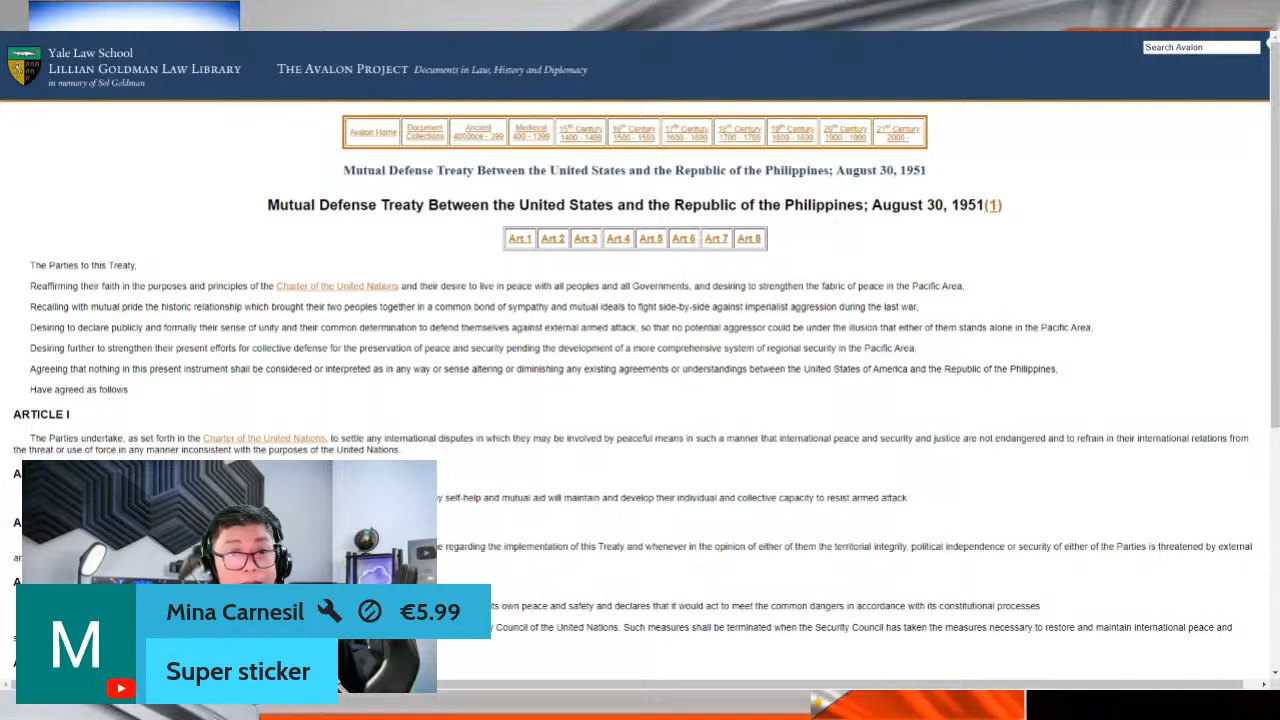 Yale Law School
LILLIAN GOLDMAN LAW LIBRARY
in memory of Sol Goldman
THE AVALON PROJECT Documents in Law, History and Diplomacy
Search Avalon
Avalon Home
Document Collections
Ancient 4000bce - 399
Medieval 400 - 1399
15th Century 1400 - 1499
16th Century 1500 - 1599
17th Century 1600 - 1699
18th Century 1700 - 1799
19th Century 1800 - 1899
20th Century 1900 - 1999
21st Century 2000 -
Mutual Defense Treaty Between the United States and the Republic of the Philippines; August 30, 1951
Mutual Defense Treaty Between the United States and the Republic of the Philippines; August 30, 1951(1)
Art 1 Art 2 Art 3 Art 4 Art 5 Art 6 Art 7 Art 8
The Parties to this Treaty,
Reaffirming their faith in the purposes and principles of the Charter of the United Nations and their desire to live in peace with all peoples and all Governments, and desiring to strengthen the fabric of peace in the Pacific Area,
Recalling with mutual pride the historic relationship which brought their two peoples together in a common bond of sympathy and mutual ideals to fight side-by-side against imperialist aggression during the last war,
Desiring to declare publicly and formally their sense of unity and their common determination to defend themselves against external armed attack, so that no potential aggressor could be under the illusion that either of them stands alone in the Pacific Area,
Desiring further to strengthen their present efforts for collective defense for the preservation of peace and security pending the development of a more comprehensive system of regional security in the Pacific Area.
Agreeing that nothing in this present instrument shall be considered or interpreted as in any way or sense altering or diminishing any existing agreements or understandings between the United States of America and the Republic of the Philippines,
Have agreed as follows
ARTICLE I
The Parties undertake, as set forth in the Charter of the United Nations, to settle any international disputes in which they may be involved by peaceful means in such a manner that international peace and security and justice are not endangered and to refrain in their international relations from
the threat or use of force in any manner inconsistent with the purposes of the United Nations.
A
y self-help and mutual aid will maintain and develop their individual and collective capacity to resist armed attack
A
e regarding the implementation of this Treaty and whenever in the opinion of either of them the territorial integrity, political independence or security of either of the Parties is threatened by external
ts own peace and safety and declares that it would act to meet the common dangers in accordance with its constitutional processes
y Council of the United Nations. Such measures shall be terminated when the Security Council has taken the measures necessary to restore and maintain international peace and
M
Mina Carnesil €5.99
Super sticker